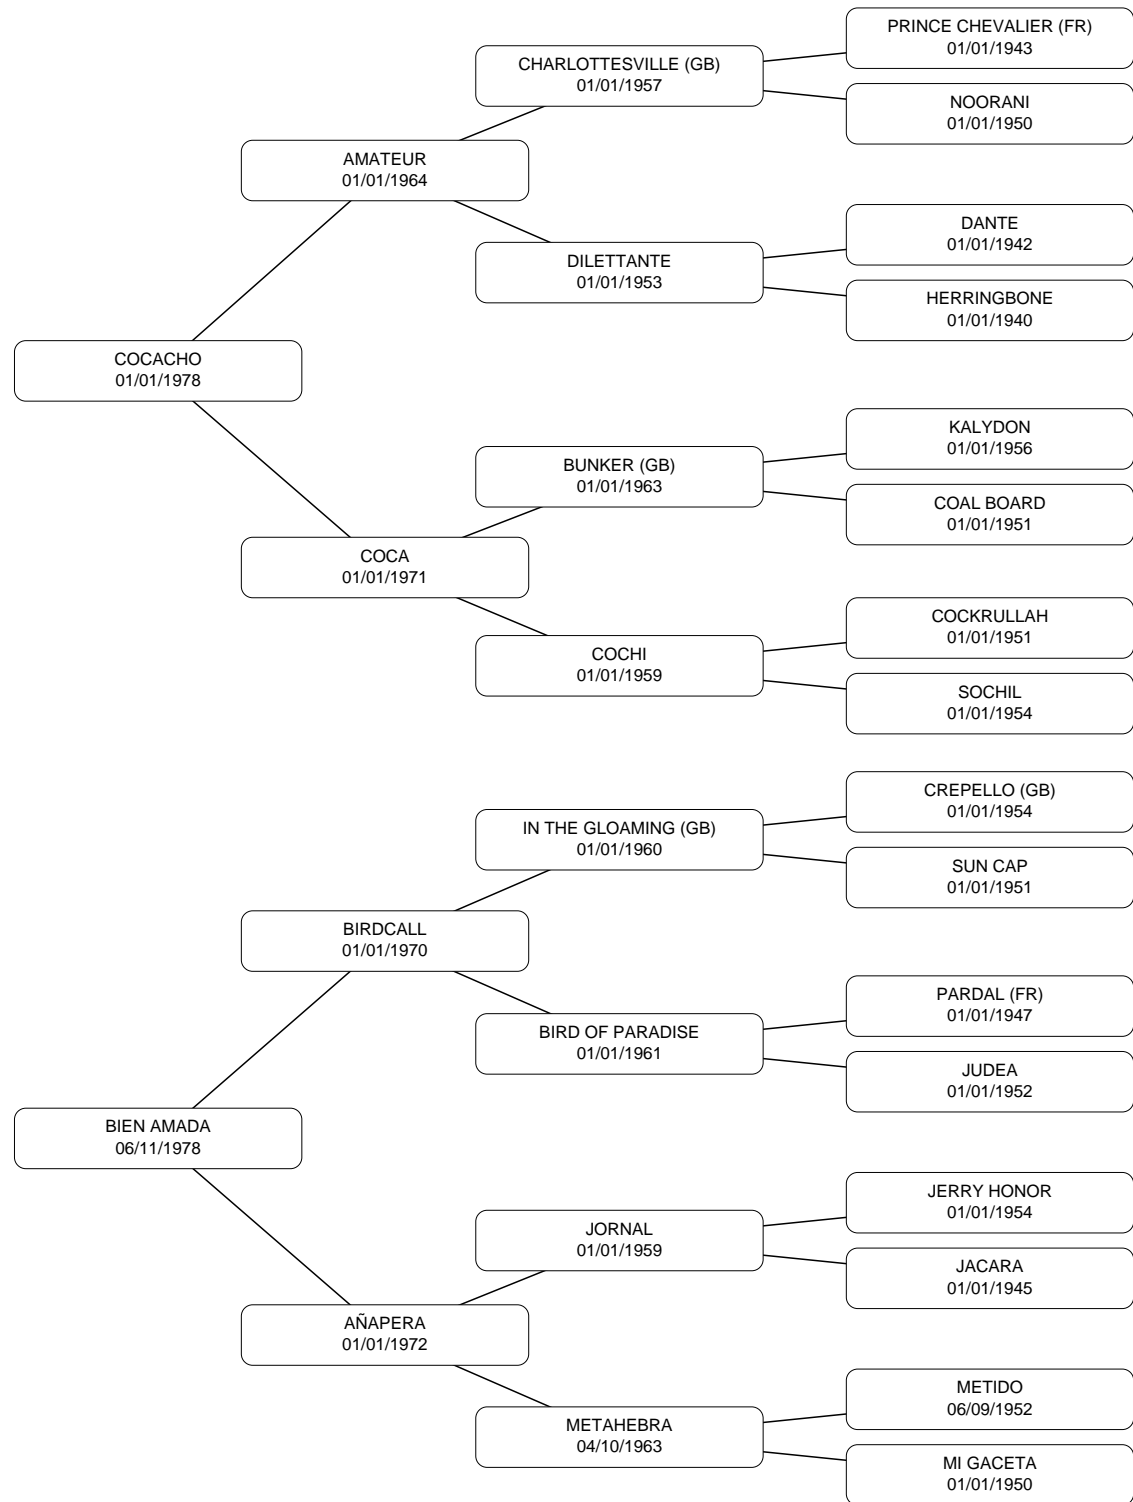 PRINCE CHEVALIER (FR)
01/01/1943
CHARLOTTESVILLE (GB)
01/01/1957
NOORANI
01/01/1950
AMATEUR
01/01/1964
DANTE
01/01/1942
DILETTANTE
01/01/1953
HERRINGBONE
01/01/1940
COCACHO
01/01/1978
KALYDON
01/01/1956
BUNKER (GB)
01/01/1963
COAL BOARD
01/01/1951
COCA
01/01/1971
COCKRULLAH
01/01/1951
COCHI
01/01/1959
SOCHIL
01/01/1954
CREPELLO (GB)
01/01/1954
IN THE GLOAMING (GB)
01/01/1960
SUN CAP
01/01/1951
BIRDCALL
01/01/1970
PARDAL (FR)
01/01/1947
BIRD OF PARADISE
01/01/1961
JUDEA
01/01/1952
BIEN AMADA
06/11/1978
JERRY HONOR
01/01/1954
JORNAL
01/01/1959
JACARA
01/01/1945
AÑAPERA
01/01/1972
METIDO
06/09/1952
METAHEBRA
04/10/1963
MI GACETA
01/01/1950